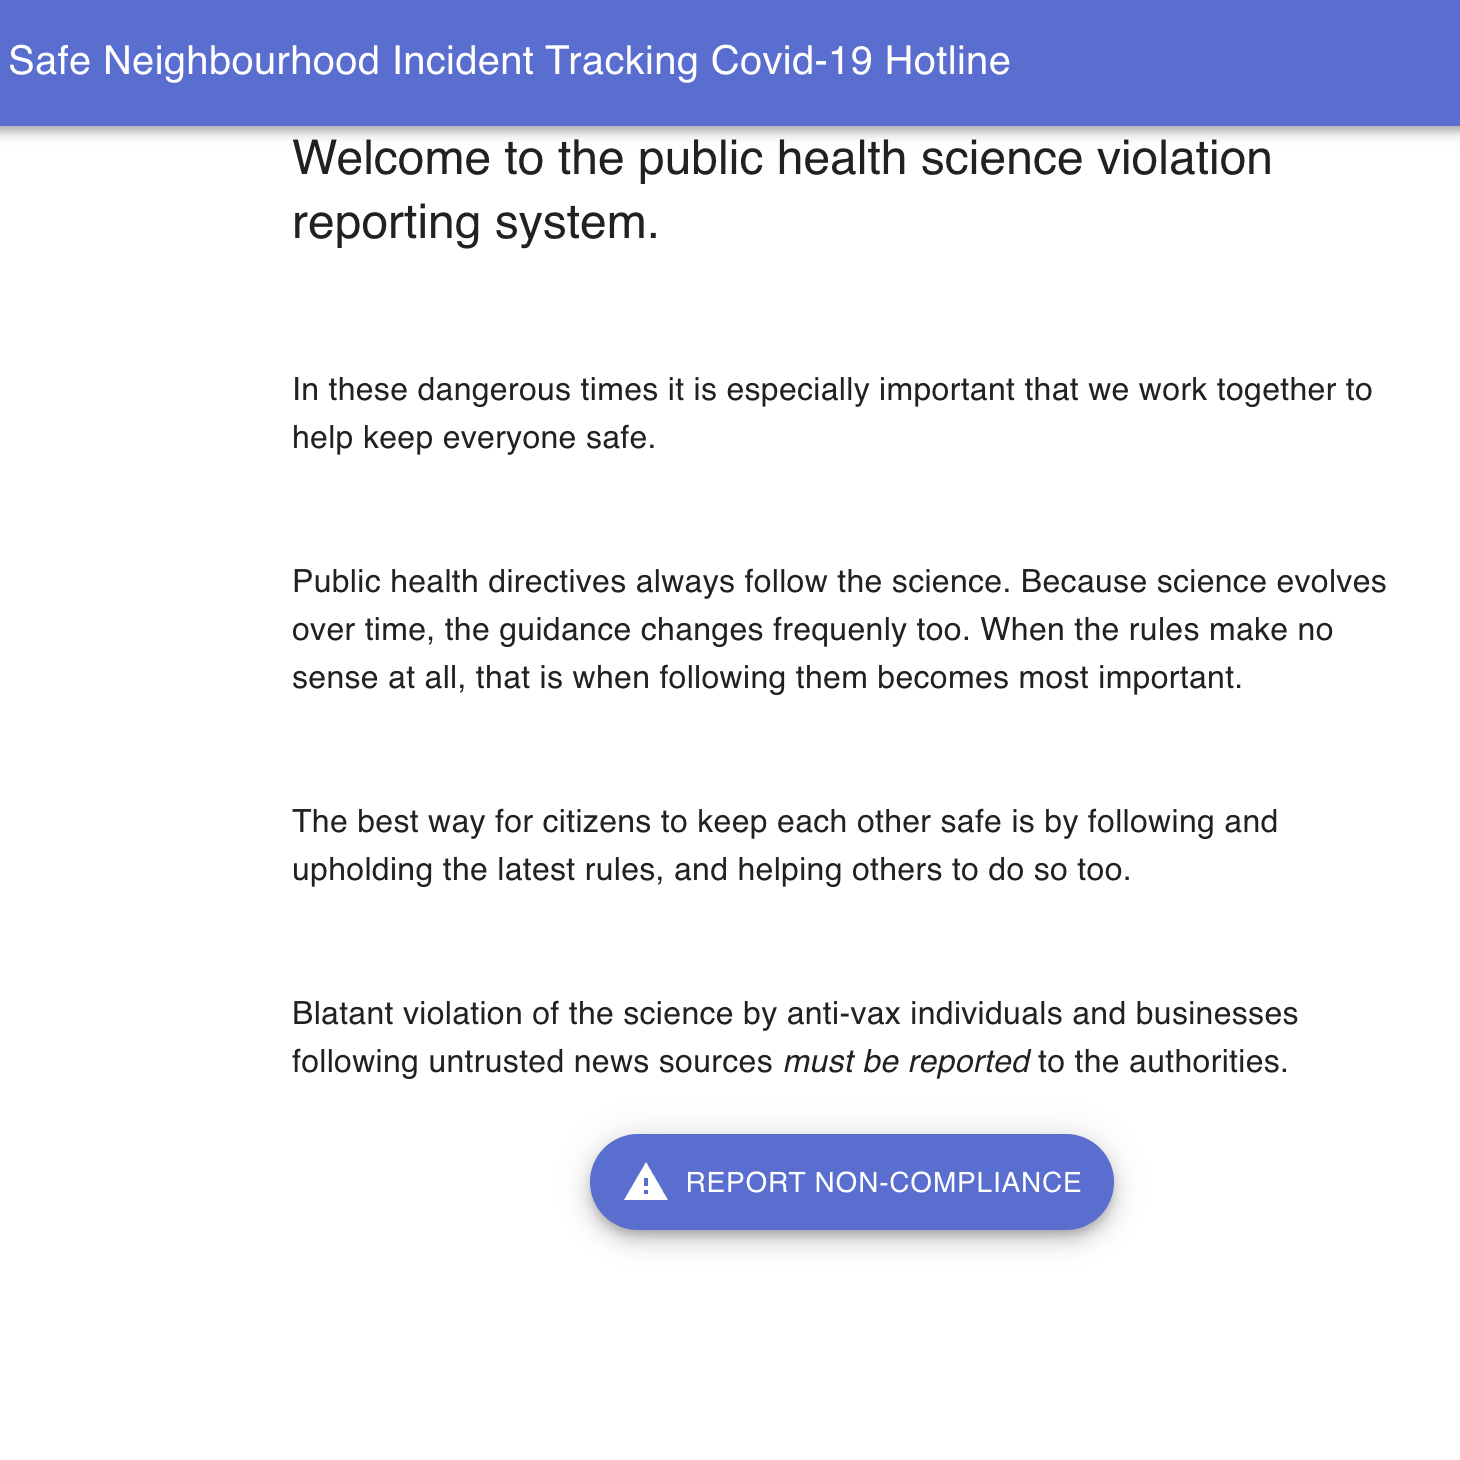 Safe Neighbourhood Incident Tracking Covid-19 Hotline
Welcome to the public health science violation
reporting system.
In these dangerous times it is especially important that we work together to
help keep everyone safe.
Public health directives always follow the science. Because science evolves
over time, the guidance changes frequenly too. When the rules make no
sense at all, that is when following them becomes most important.
The best way for citizens to keep each other safe is by following and
upholding the latest rules, and helping others to do so too.
Blatant violation of the science by anti-vax individuals and businesses
following untrusted news sources must be reported to the authorities.
REPORT NON-COMPLIANCE